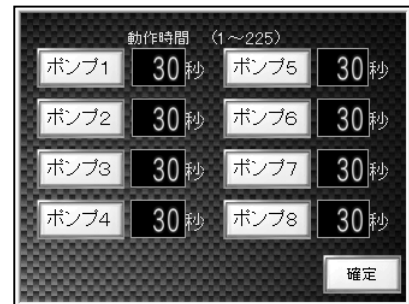 動作時間 （1～225）
ポンプ1 30秒 ポンプ5 30秒
ポンプ2 30秒 ポンプ6 30秒
ポンプ3 30秒 ポンプ7 30秒
ポンプ4 30秒 ポンプ8 30秒
確定